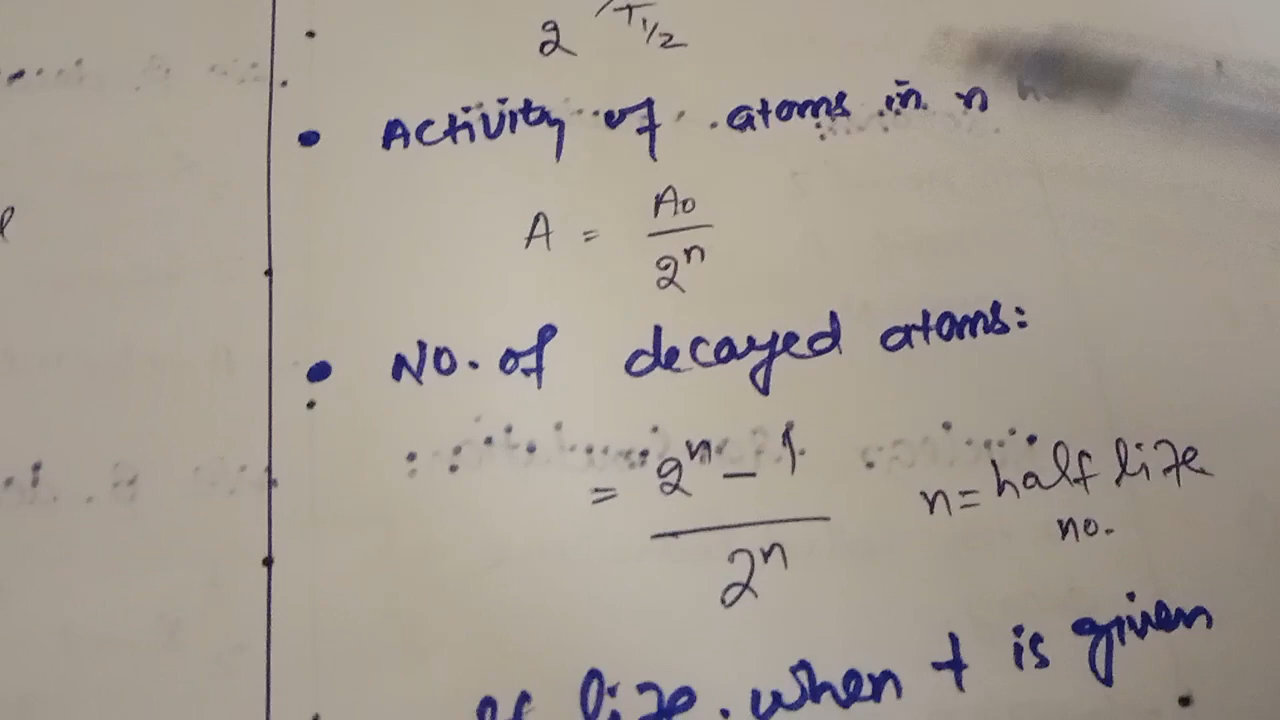 2 /T1/2
• Activity of atoms in n
A = A0 / 2^n
• NO. of decayed atoms:
= 2^n - 1 / 2^n n = half life no.
life. when t is given